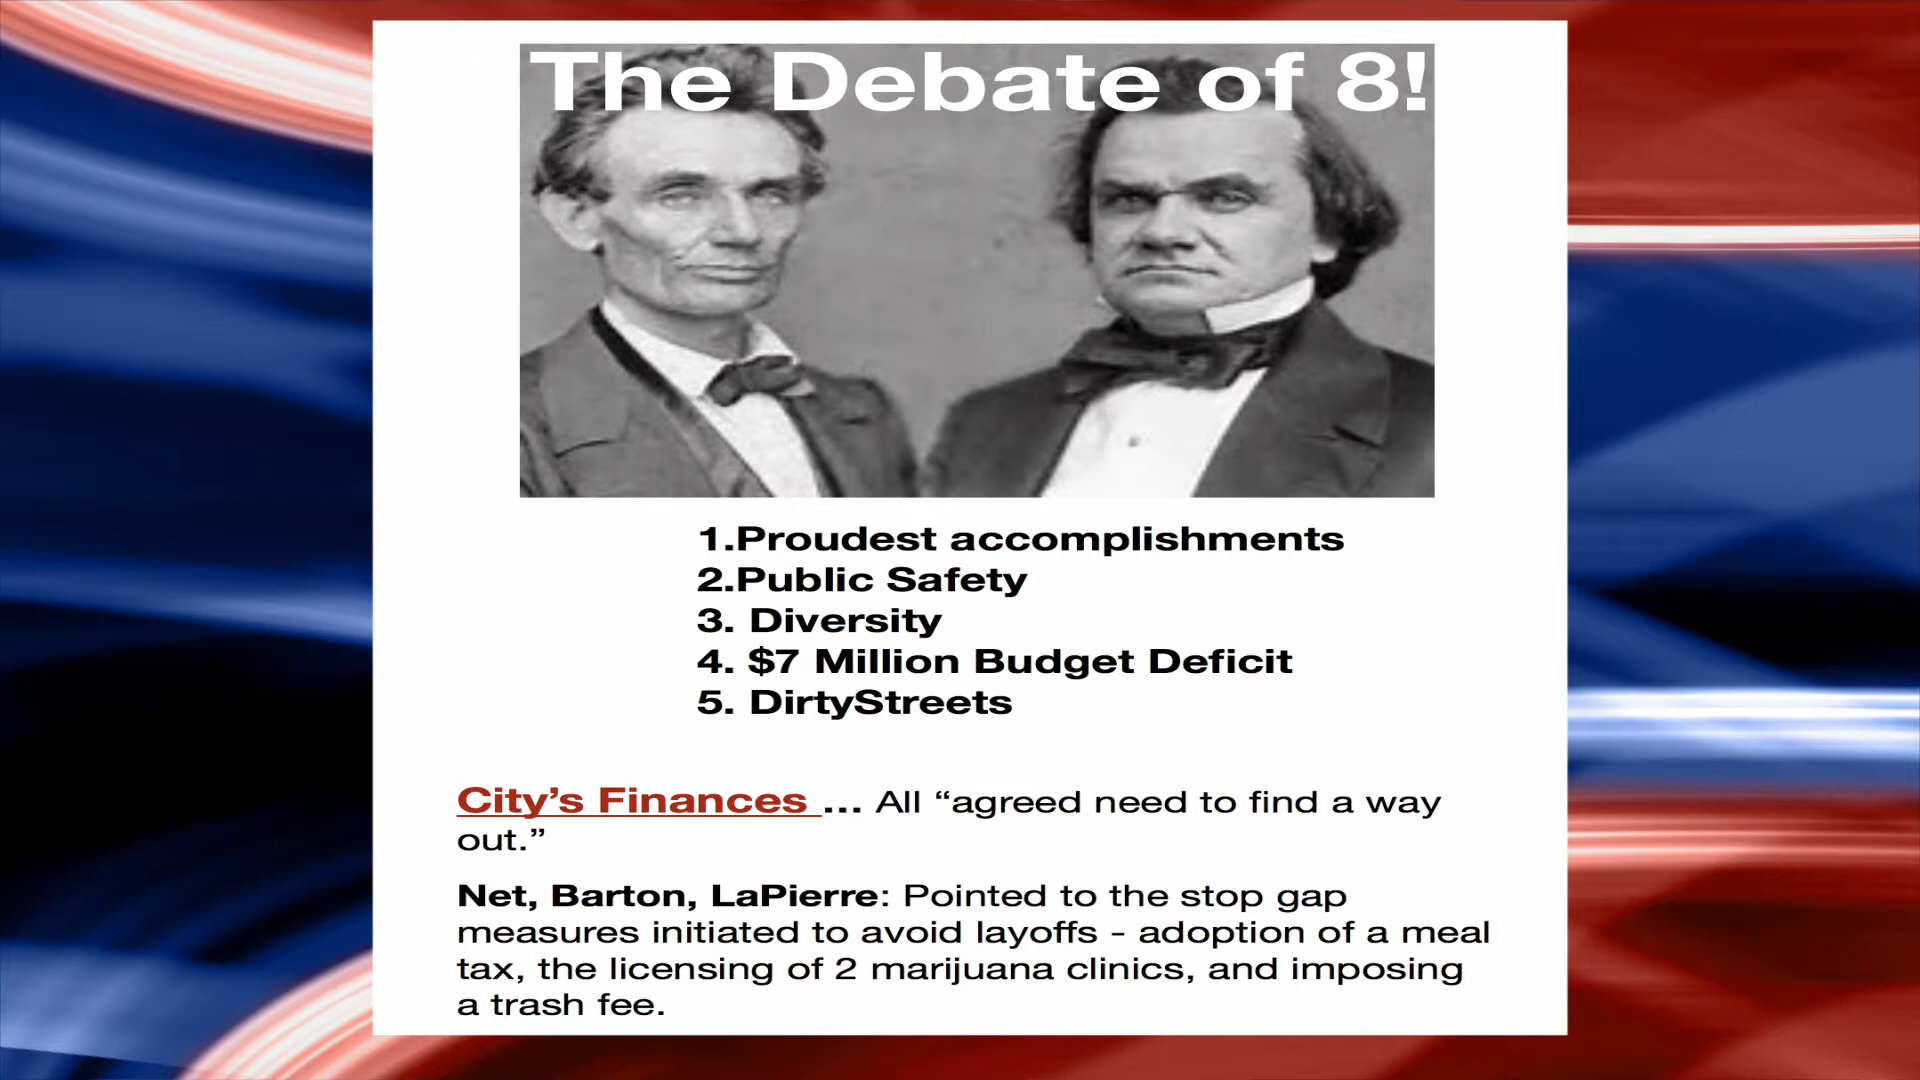 The Debate of 8!
1.Proudest accomplishments
2.Public Safety
3. Diversity
4. $7 Million Budget Deficit
5. DirtyStreets
City’s Finances ... All “agreed need to find a way
out.”
Net, Barton, LaPierre: Pointed to the stop gap
measures initiated to avoid layoffs - adoption of a meal
tax, the licensing of 2 marijuana clinics, and imposing
a trash fee.